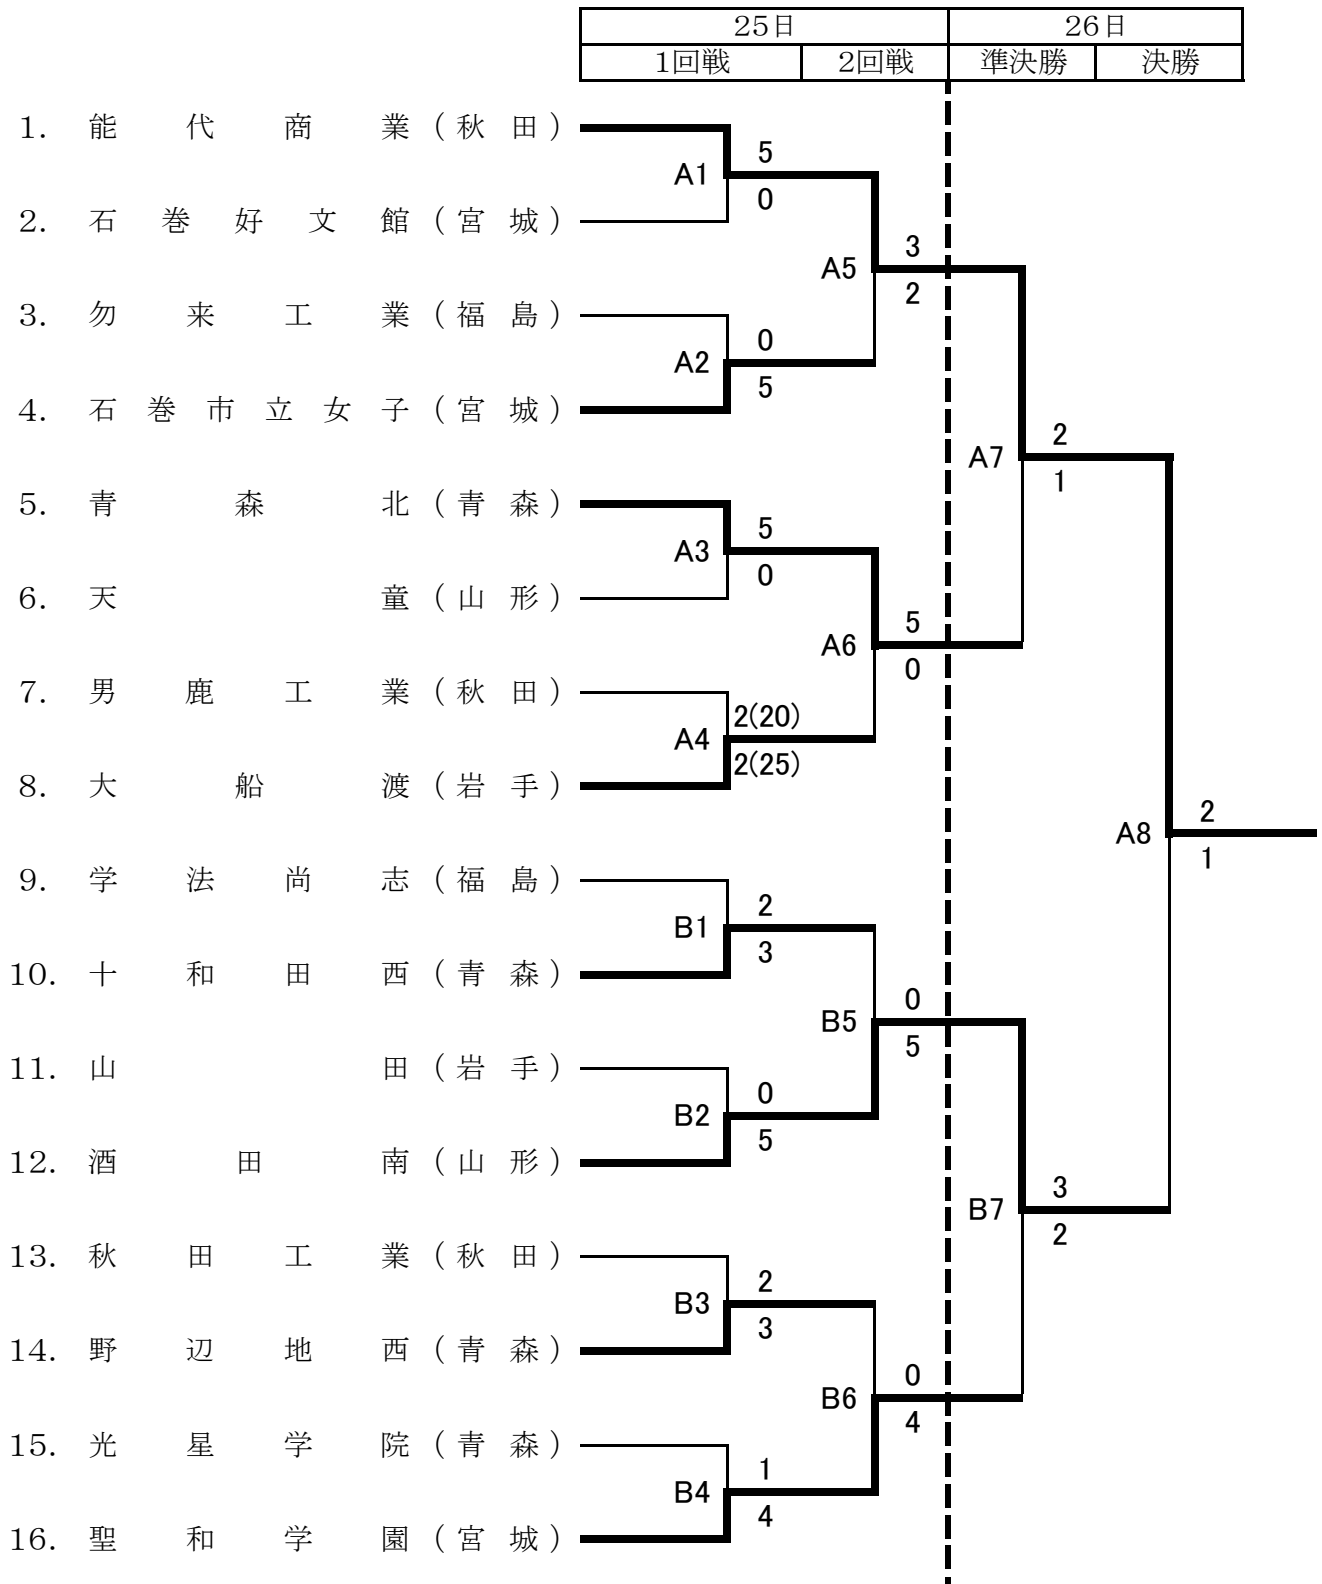 25日 26日
1回戦 2回戦 準決勝 決勝
1. 能代商業(秋田)
5
A1
0
2. 石巻好文館(宮城)
3
A5
2
3. 勿来工業(福島)
0
A2
5
4. 石巻市立女子(宮城)
2
A7
1
5. 青森北(青森)
5
A3
0
6. 天童(山形)
5
A6
0
7. 男鹿工業(秋田)
2(20)
A4
2(25)
8. 大船渡(岩手)
2
A8
1
9. 学法尚志(福島)
2
B1
3
10. 十和田西(青森)
0
B5
5
11. 山田(岩手)
0
B2
5
12. 酒田南(山形)
3
B7
2
13. 秋田工業(秋田)
2
B3
3
14. 野辺地西(青森)
0
B6
4
15. 光星学院(青森)
1
B4
4
16. 聖和学園(宮城)